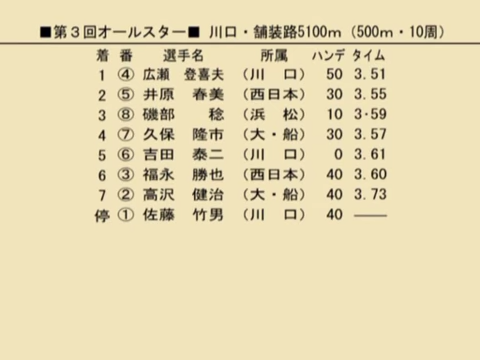 ■第３回オールスター■ 川口・舗装路5100m（500m・10周）
着 番 選手名 所属 ハンデ タイム
1 ④ 広瀬 登喜夫 （川 口） 50 3.51
2 ⑤ 井原 春美 （西日本） 30 3.55
3 ⑧ 磯部 稔 （浜 松） 10 3·59
4 ⑦ 久保 隆市 （大・船） 30 3.57
5 ⑥ 吉田 泰二 （川 口） 0 3.61
6 ③ 福永 勝也 （西日本） 40 3.60
7 ② 高沢 健治 （大・船） 40 3.73
停 ① 佐藤 竹男 （川 口） 40 ――